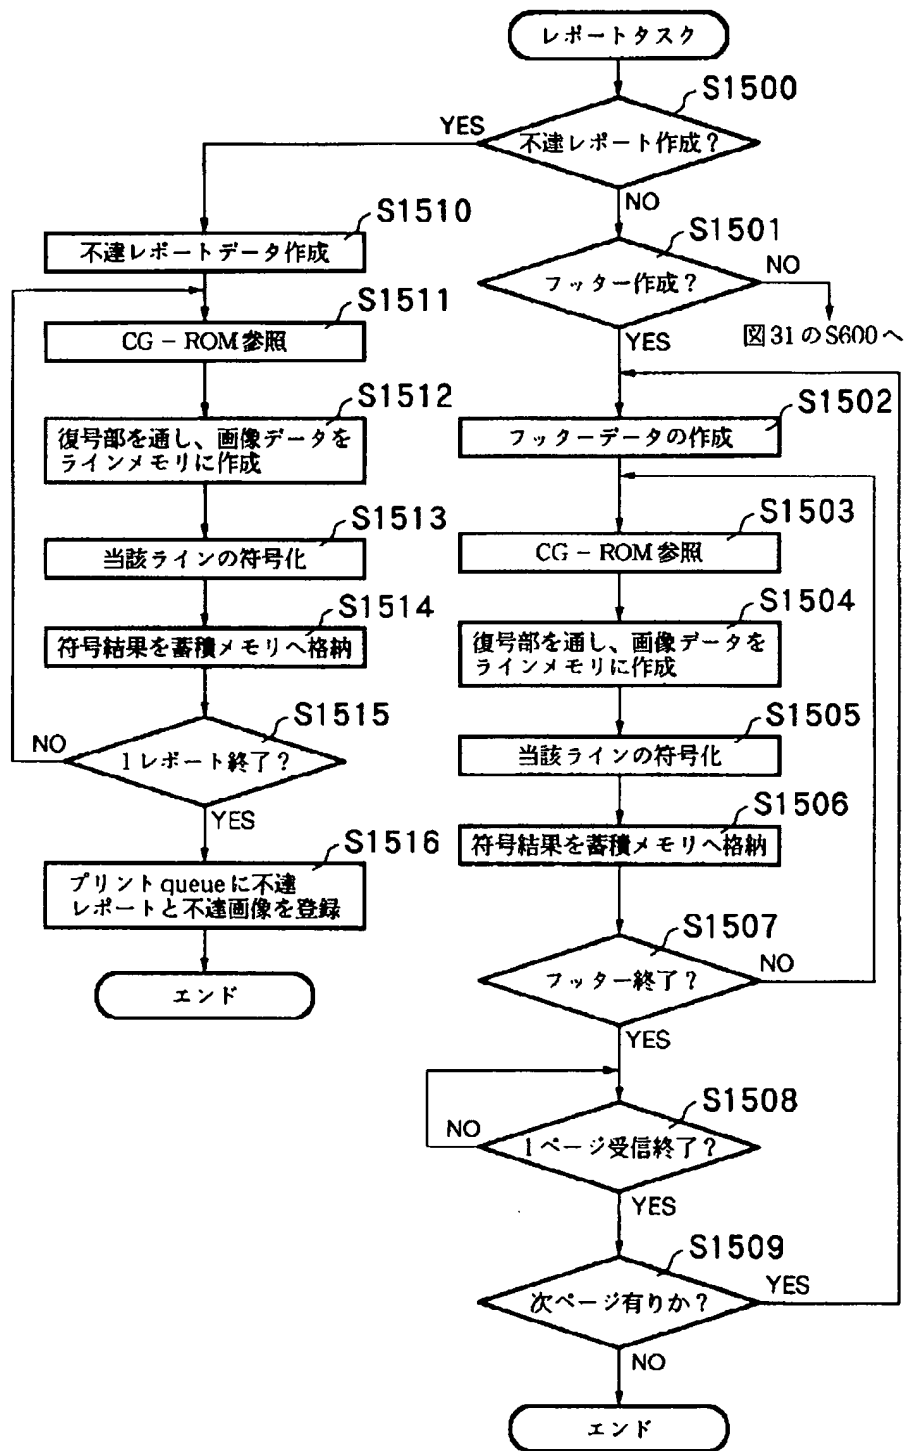 レポートタスク
S1500
不達レポート作成?
YES
NO
S1510
不達レポートデータ作成
S1511
CG-ROM参照
S1512
復号部を通し、画像データを
ラインメモリに作成
S1513
当該ラインの符号化
S1514
符号結果を蓄積メモリへ格納
S1515
1レポート終了?
NO
YES
S1516
プリントqueueに不達
レポートと不達画像を登録
エンド
S1501
フッター作成?
NO
図31のS600へ
YES
S1502
フッターデータの作成
S1503
CG-ROM参照
S1504
復号部を通し、画像データを
ラインメモリに作成
S1505
当該ラインの符号化
S1506
符号結果を蓄積メモリへ格納
S1507
フッター終了?
NO
YES
S1508
1ページ受信終了?
NO
YES
S1509
次ページ有りか?
YES
NO
エンド